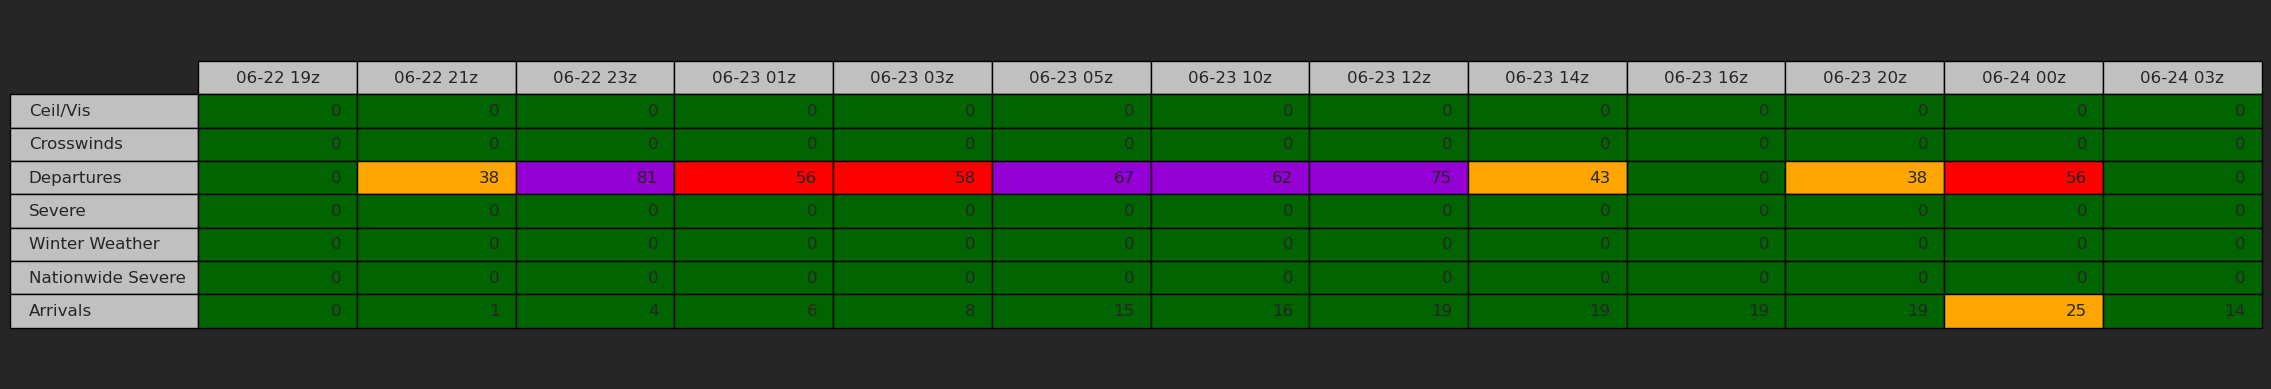 06-22 19z 06-22 21z 06-22 23z 06-23 01z 06-23 03z 06-23 05z 06-23 10z 06-23 12z 06-23 14z 06-23 16z 06-23 20z 06-24 00z 06-24 03z
Ceil/Vis 0 0 0 0 0 0 0 0 0 0 0 0 0
Crosswinds 0 0 0 0 0 0 0 0 0 0 0 0 0
Departures 0 38 81 56 58 67 62 75 43 0 38 56 0
Severe 0 0 0 0 0 0 0 0 0 0 0 0 0
Winter Weather 0 0 0 0 0 0 0 0 0 0 0 0 0
Nationwide Severe 0 0 0 0 0 0 0 0 0 0 0 0 0
Arrivals 0 1 4 6 8 15 16 19 19 19 19 25 14